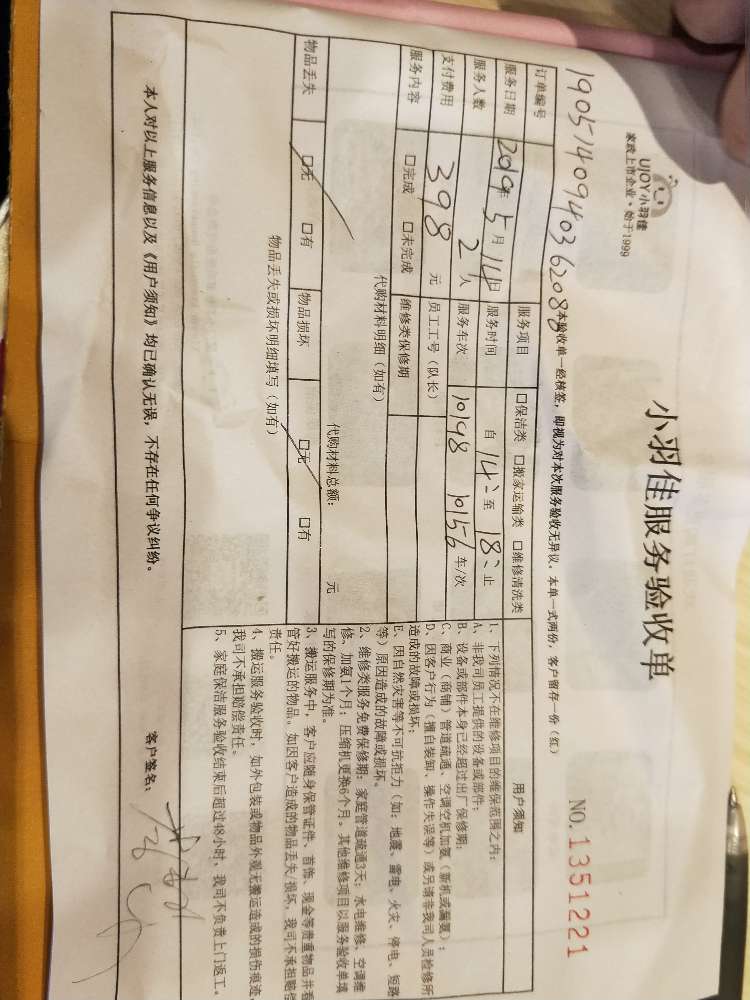 UJOY小羽佳
家政上市企业·始于1999
小羽佳服务验收单
NO.1351221
190514094036208
本验收单一经核签，即视为对本次服务验收无异议，本单一式两份，客户留存一份（红）
订单编号 服务项目 □保洁类 □搬家运输类 □维修清洗类
服务日期 2019年5月14日 服务时间 自 14: 至 18: 止
服务人数 2人 服务车次 10198 10156 车/次
支付费用 398元 员工工号（队长）
服务内容 □完成 □未完成 维修类保修期
代购材料明细（如有）
代购材料总额： 元
物品丢失 □无 □有 物品损坏 □无 □有
物品丢失或损坏明细填写（如有）
用户须知
1、下列情况不在维修项目的维保范围之内：
A、非我司员工提供的设备或部件；
B、设备或部件本身已经超过出厂保修期；
C、商业（商铺）管道疏通、空调空机加氨（新机或漏氨）；
D、因客户行为（擅自装卸、操作失误等）或另请非我司人员检修所
造成的故障或损坏；
E、因自然灾害等不可抗拒力（如：地震、雷电、火灾、停电、短路
等）原因造成的故障或损坏。
2、维修类服务免费保修期：家庭管道疏通3天；水电维修、空调维
修、加氨1个月；压缩机更换6个月。其他维修项目以服务验收单填
写的保修期为准。
3、搬运服务中，客户应随身保管证件、首饰、现金等贵重物品并看
管好搬运的物品。如因客户造成的物品丢失/损坏，我司不承担赔偿
责任。
4、搬运服务验收时，如外包装或物品外观无搬运造成的损伤痕迹
我司不承担赔偿责任。
5、家庭保洁服务验收结束后超过48小时，我司不负责上门返工。
本人对以上服务信息以及《用户须知》均已确认无误，不存在任何争议纠纷。
客户签名：